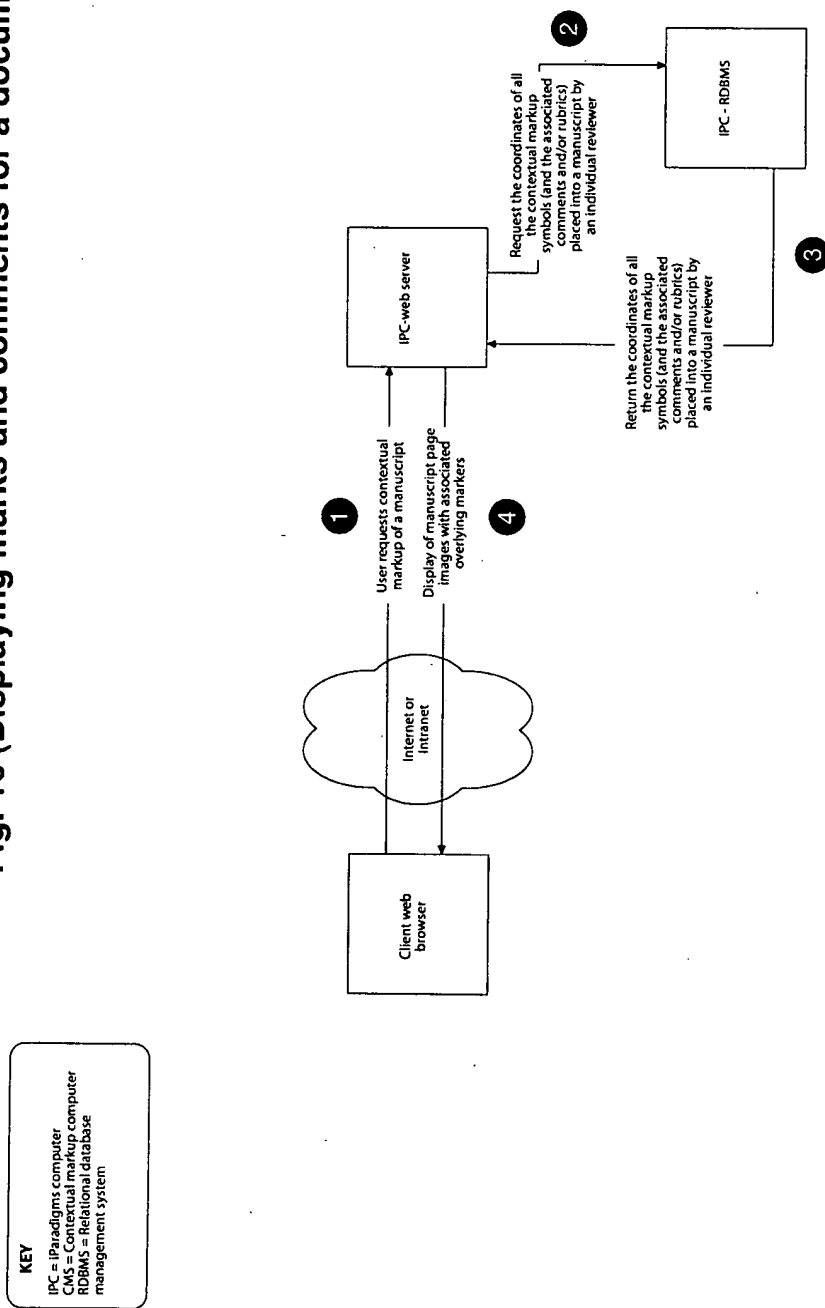 (Displaying marks and comments for a
KEY
IPC = iParadigms computer
CMS = Contextual markup computer
RDBMS = Relational database
management system
Client web
browser
Internet or
Intranet
1
User requests contextual
markup of a manuscript
Display of manuscript page
images with associated
overlying markers
4
IPC-web server
2
Request the coordinates of all
the contextual markup
symbols (and the associated
comments and/or rubrics)
placed into a manuscript by
an individual reviewer
Return the coordinates of all
the contextual markup
symbols (and the associated
comments and/or rubrics)
placed into a manuscript by
an individual reviewer
3
IPC - RDBMS